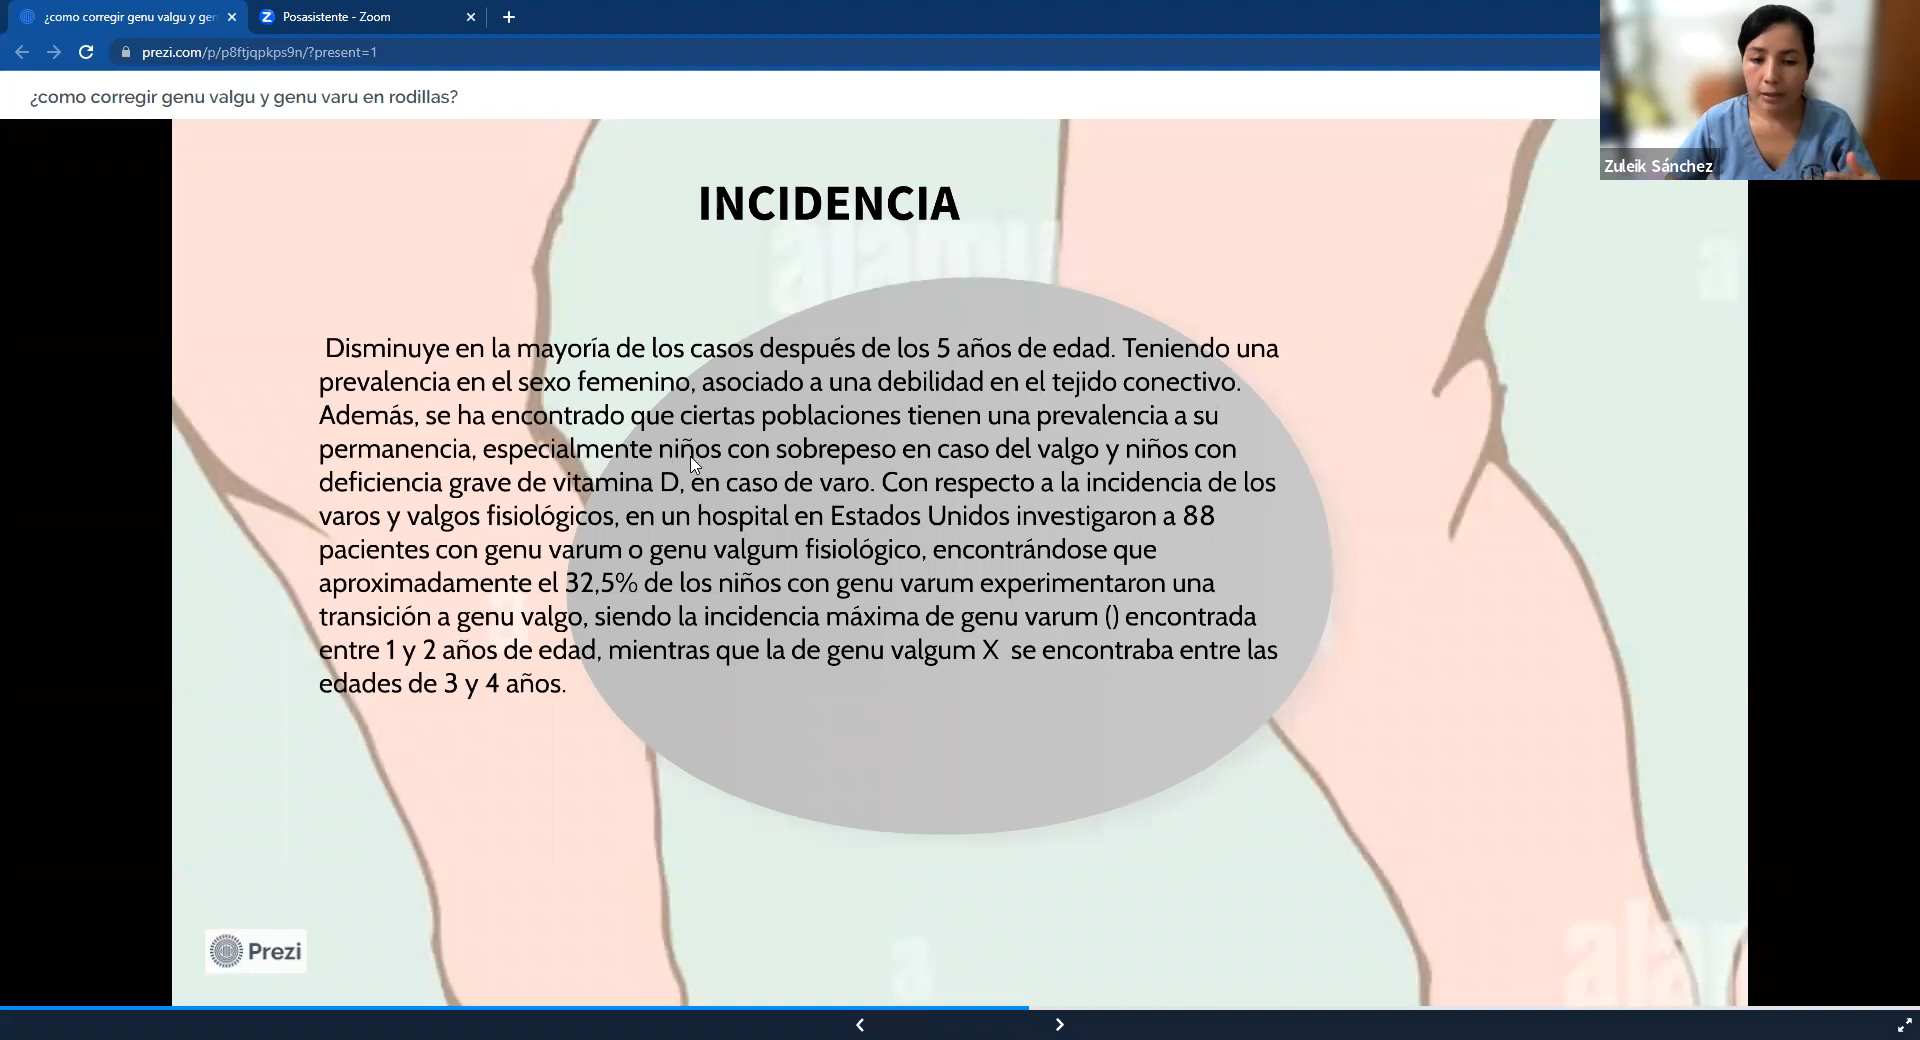 ¿como corregir genu valgu y ger
Posasistente - Zoom
prezi.com/p/p8ftjqpkps9n/?present=1
¿como corregir genu valgu y genu varu en rodillas?
Zuleik Sánchez
INCIDENCIA
alamy
a
Disminuye en la mayoría de los casos después de los 5 años de edad. Teniendo una
prevalencia en el sexo femenino, asociado a una debilidad en el tejido conectivo.
Además, se ha encontrado que ciertas poblaciones tienen una prevalencia a su
permanencia, especialmente niños con sobrepeso en caso del valgo y niños con
deficiencia grave de vitamina D, en caso de varo. Con respecto a la incidencia de los
varos y valgos fisiológicos, en un hospital en Estados Unidos investigaron a 88
pacientes con genu varum o genu valgum fisiológico, encontrándose que
aproximadamente el 32,5% de los niños con genu varum experimentaron una
transición a genu valgo, siendo la incidencia máxima de genu varum () encontrada
entre 1 y 2 años de edad, mientras que la de genu valgum X  se encontraba entre las
edades de 3 y 4 años.
a
Prezi